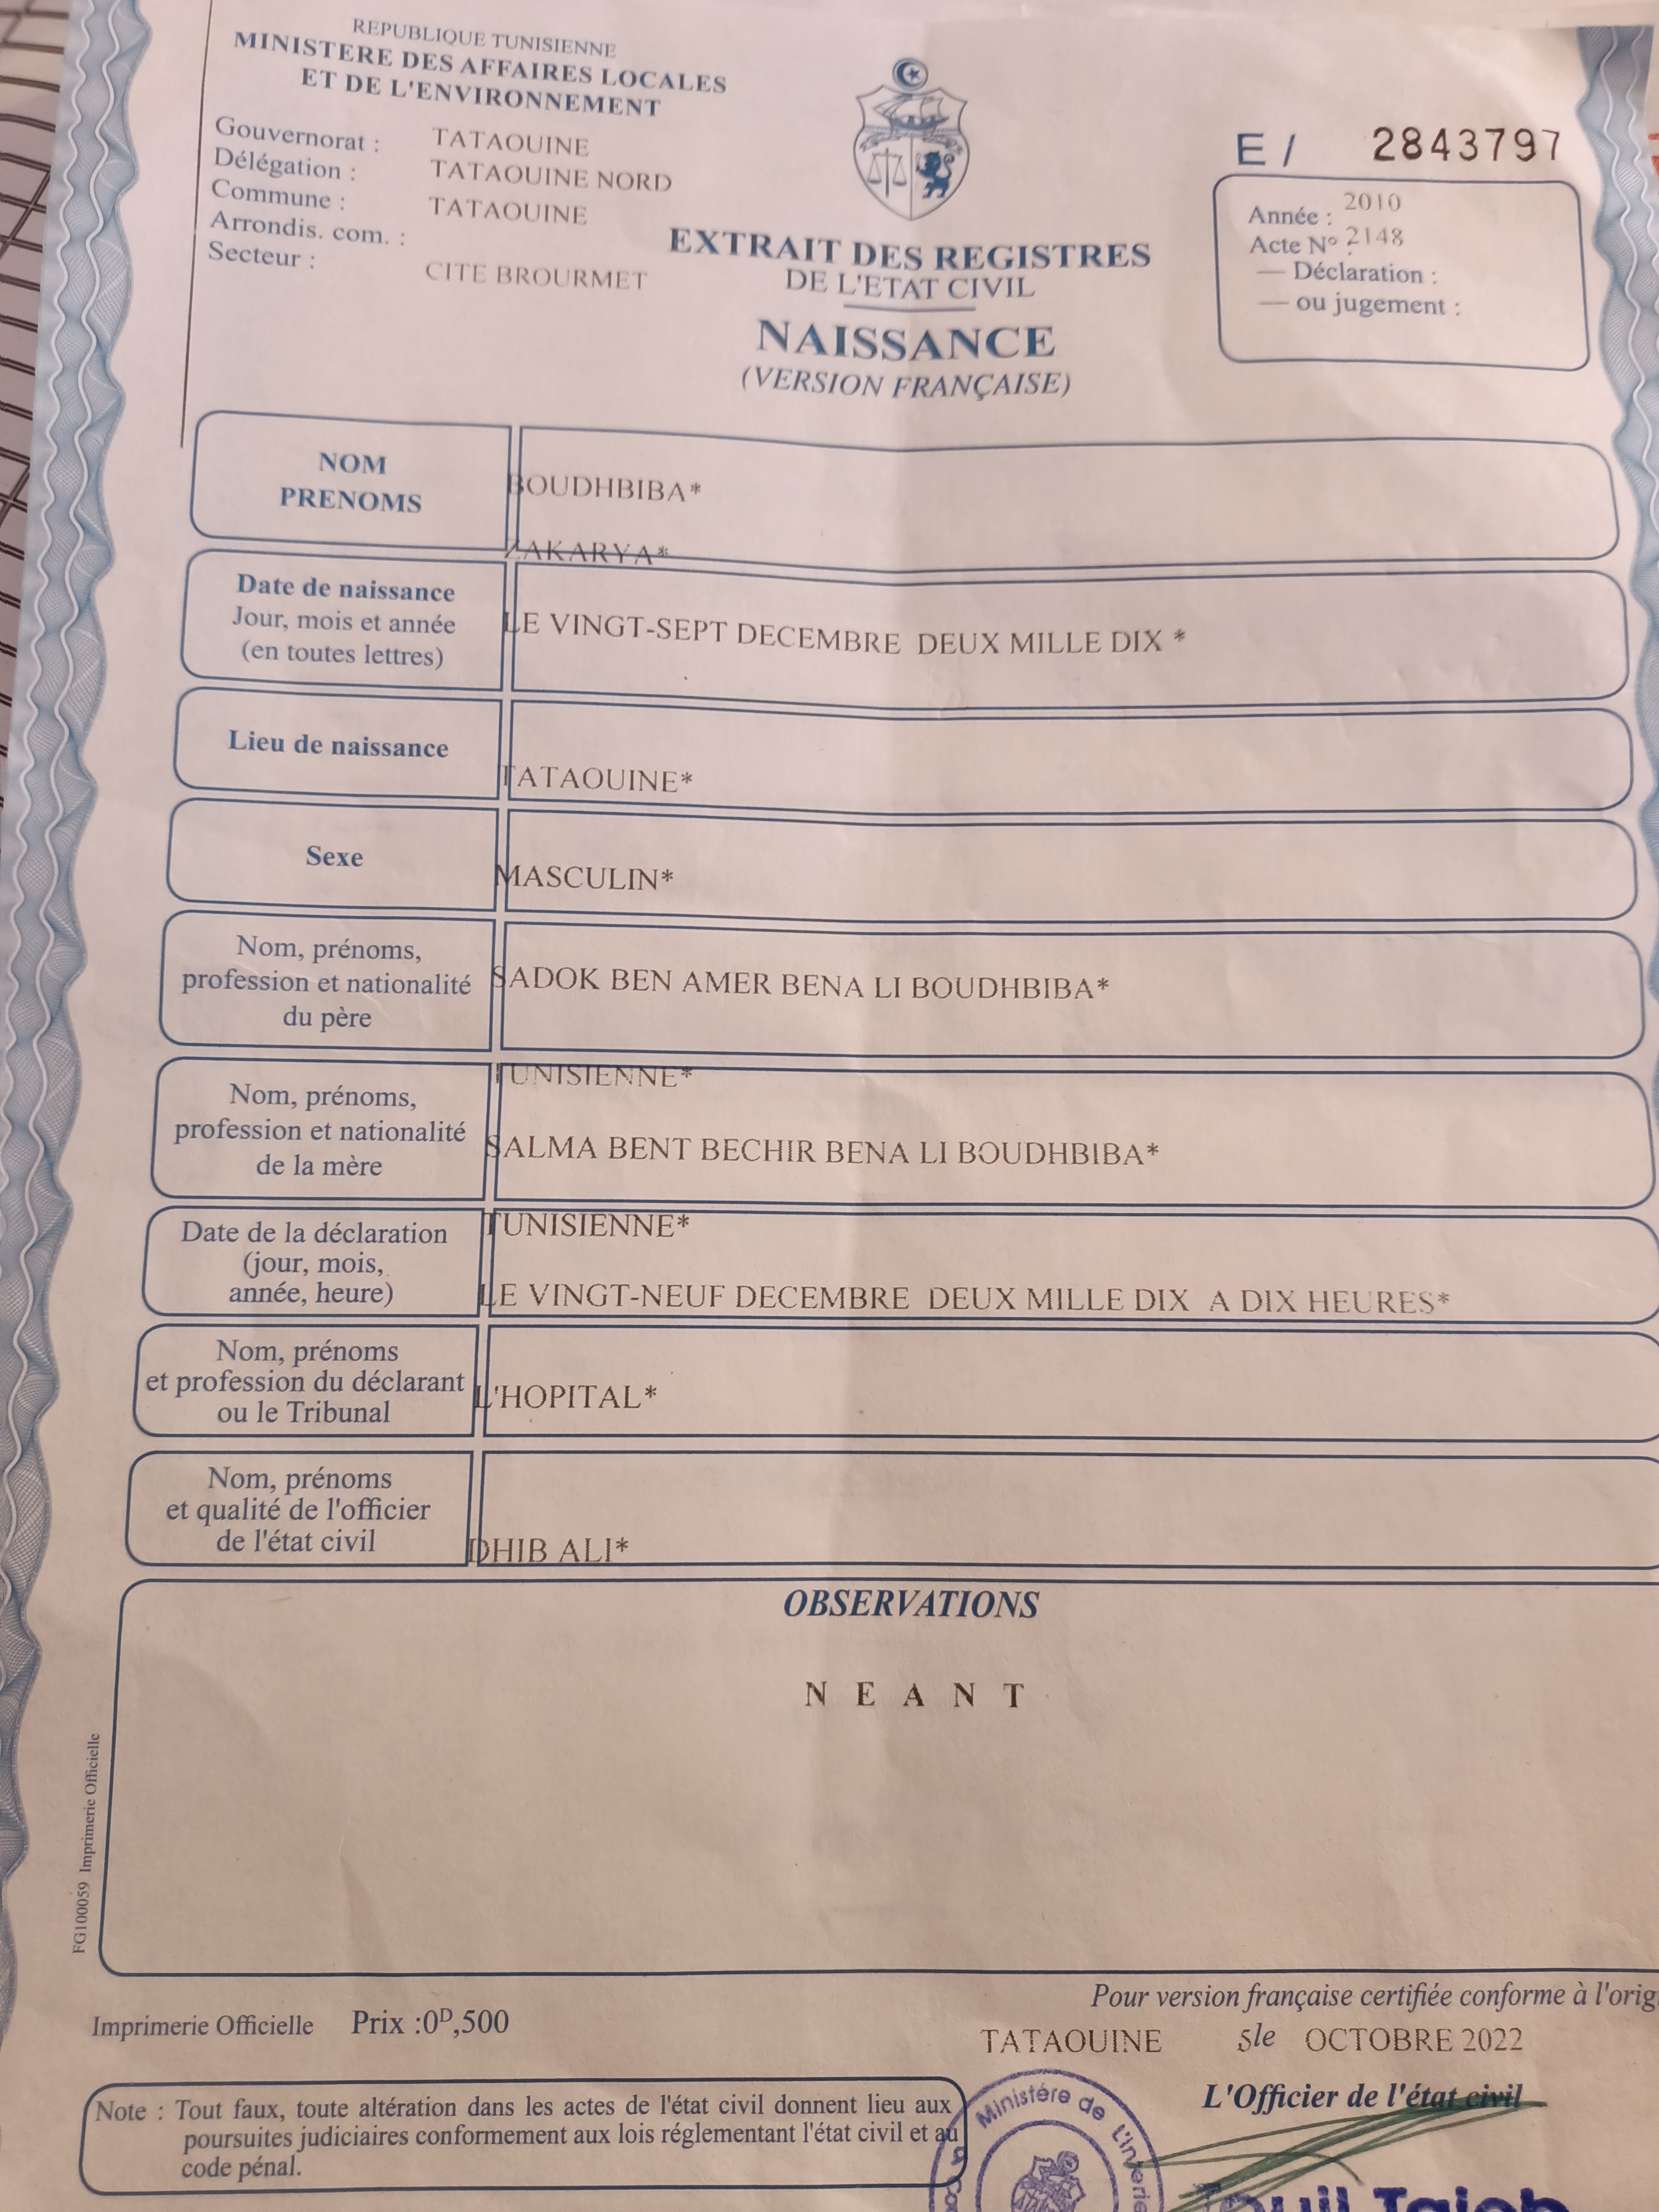 REPUBLIQUE TUNISIENNE
MINISTERE DES AFFAIRES LOCALES
ET DE L'ENVIRONNEMENT
Gouvernorat : TATAOUINE
Délégation : TATAOUINE NORD
Commune : TATAOUINE
Arrondis. com. :
Secteur : CITE BROURMET
E / 2843797
Année : 2010
Acte Nº 2148
— Déclaration :
— ou jugement :
EXTRAIT DES REGISTRES
DE L'ETAT CIVIL
NAISSANCE
(VERSION FRANÇAISE)
NOM
PRENOMS
BOUDHBIBA*
ZAKARYA*
Date de naissance
Jour, mois et année
(en toutes lettres)
LE VINGT-SEPT DECEMBRE DEUX MILLE DIX *
Lieu de naissance
TATAOUINE*
Sexe
MASCULIN*
Nom, prénoms,
profession et nationalité
du père
SADOK BEN AMER BENA LI BOUDHBIBA*
TUNISIENNE*
Nom, prénoms,
profession et nationalité
de la mère
SALMA BENT BECHIR BENA LI BOUDHBIBA*
TUNISIENNE*
Date de la déclaration
(jour, mois,
année, heure)
LE VINGT-NEUF DECEMBRE DEUX MILLE DIX A DIX HEURES*
Nom, prénoms
et profession du déclarant
ou le Tribunal
L'HOPITAL*
Nom, prénoms
et qualité de l'officier
de l'état civil
DHIB ALI*
OBSERVATIONS
N E A N T
FG100059 Imprimerie Officielle
Pour version française certifiée conforme à l'orig
Imprimerie Officielle Prix :0ᴰ,500
TATAOUINE 5le OCTOBRE 2022
L'Officier de l'état civil
Note : Tout faux, toute altération dans les actes de l'état civil donnent lieu aux
poursuites judiciaires conformement aux lois réglementant l'état civil et au
code pénal.
Ministère de